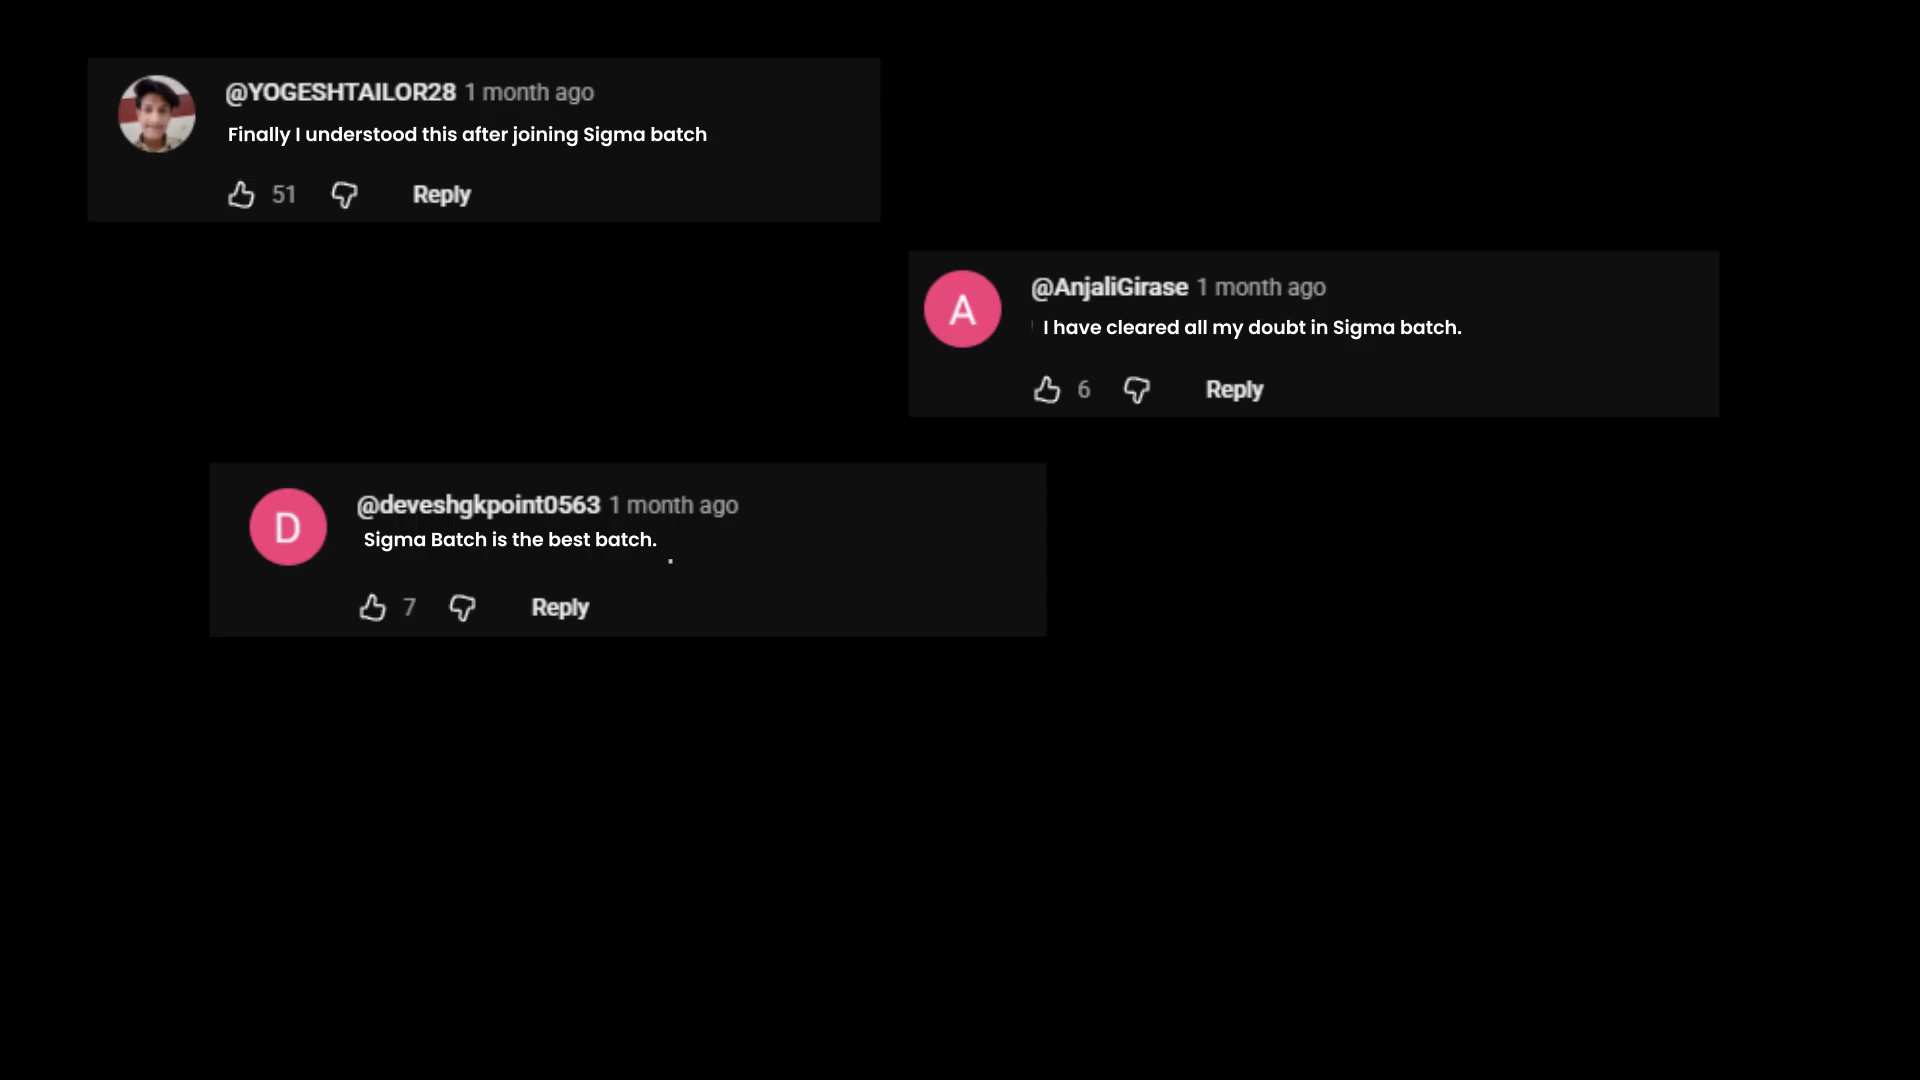 @YOGESHTAILOR28 1 month ago
Finally I understood this after joining Sigma batch
51 Reply
A @AnjaliGirase 1 month ago
I have cleared all my doubt in Sigma batch.
6 Reply
D @deveshgkpoint0563 1 month ago
Sigma Batch is the best batch.
.
7 Reply